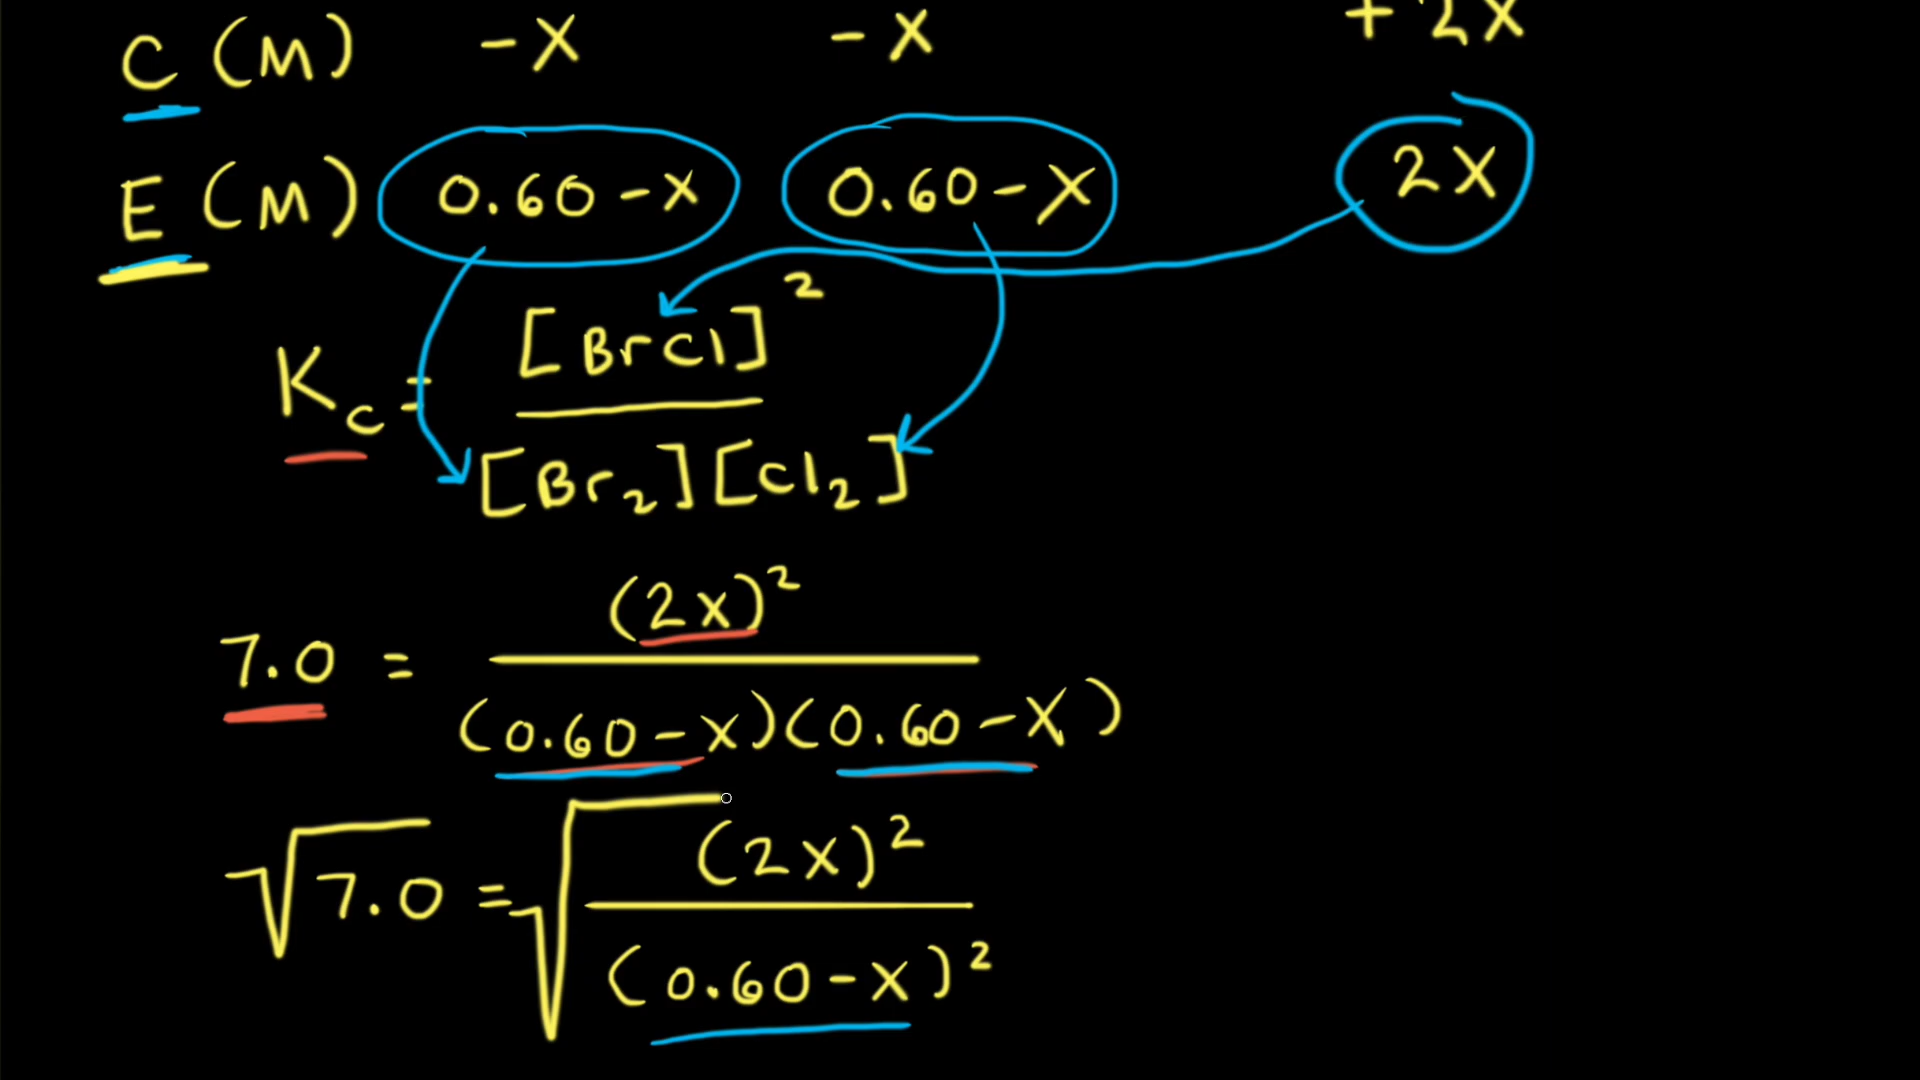 C (M) -X -X +2X
E (M) 0.60-X 0.60-X 2X
Kc = [BrCl]² / [Br₂][Cl₂]
7.0 = (2x)² / (0.60-x)(0.60-x)
√7.0 = √(2x)² / (0.60-x)²